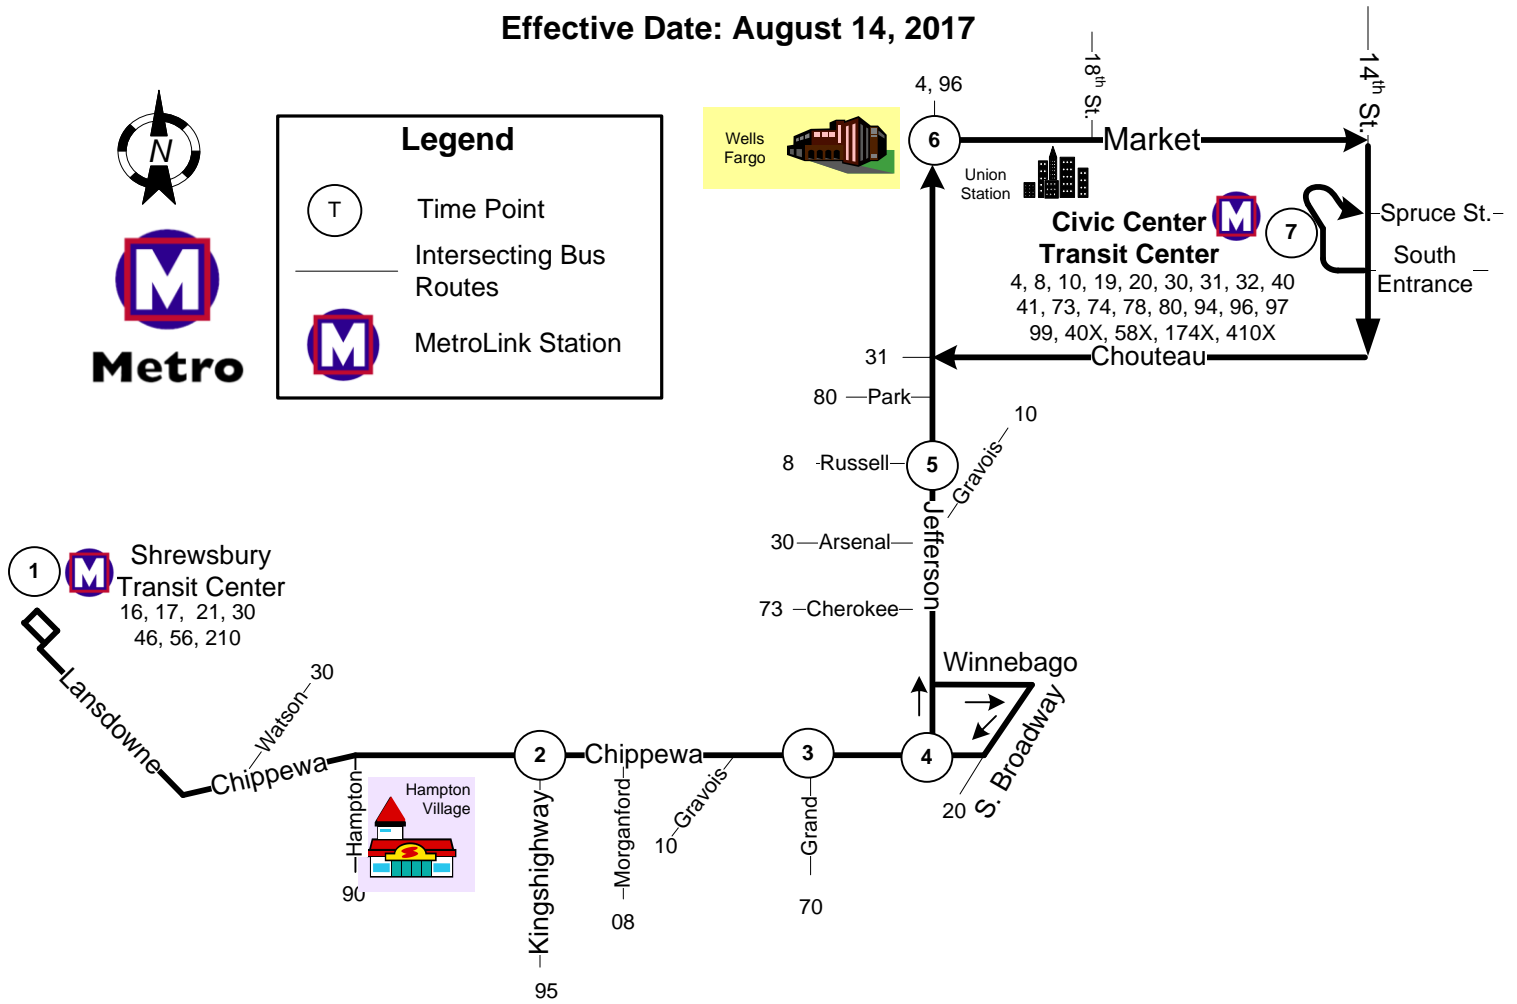 Effective Date: August 14, 2017
N
Metro
Legend
T
Time Point
Intersecting Bus
Routes
M
MetroLink Station
4, 96
Wells
Fargo
6
18th St.
Market
14th St.
Union
Station
Civic Center
Transit Center
M
7
4, 8, 10, 19, 20, 30, 31, 32, 40
41, 73, 74, 78, 80, 94, 96, 97
99, 40X, 58X, 174X, 410X
Spruce St.
South
Entrance
31
Chouteau
80
Park
10
Gravois
8
Russell
5
Jefferson
30
Arsenal
73
Cherokee
1
M
Shrewsbury
Transit Center
16, 17, 21, 30
46, 56, 210
Lansdowne
Watson
30
Chippewa
Hampton
90
Hampton
Village
2
Kingshighway
95
Chippewa
Morganford
08
Gravois
10
3
Grand
70
4
Winnebago
S. Broadway
20